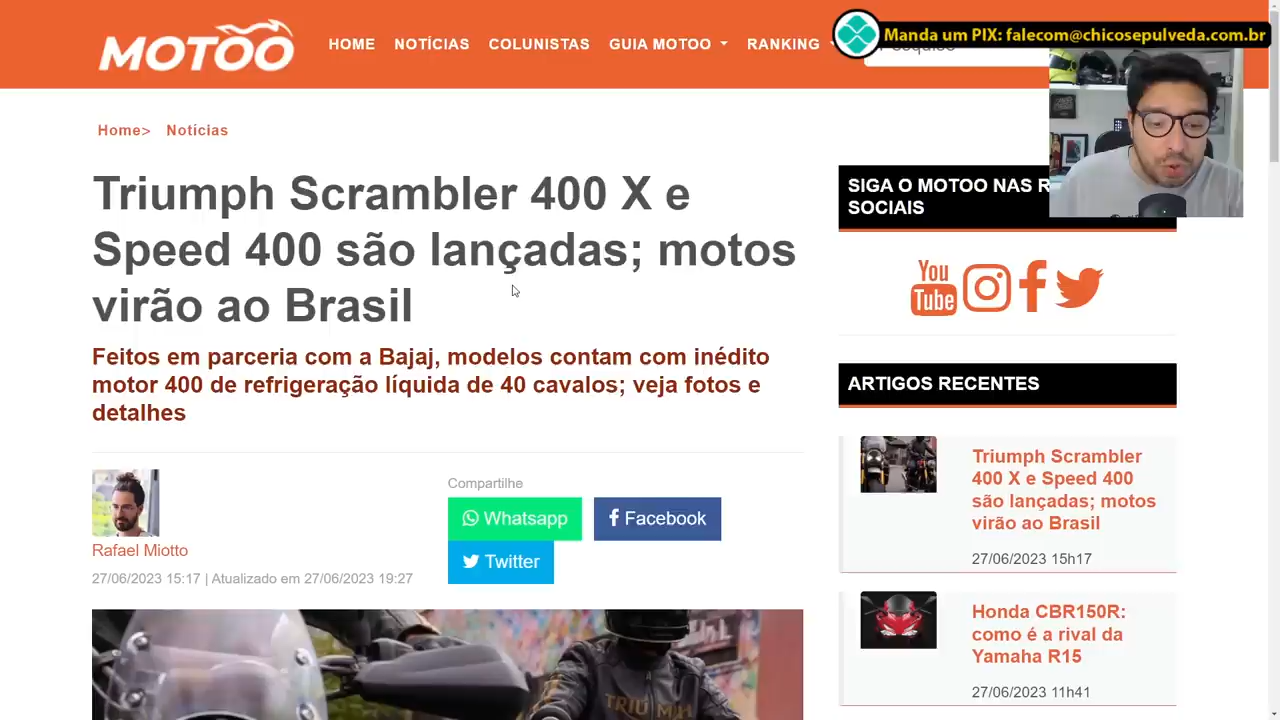 MOTOO
HOME
NOTÍCIAS
COLUNISTAS
GUIA MOTOO
RANKING
Manda um PIX: falecom@chicosepulveda.com.br
Home>
Notícias
Triumph Scrambler 400 X e
Speed 400 são lançadas; motos
virão ao Brasil
Feitos em parceria com a Bajaj, modelos contam com inédito
motor 400 de refrigeração líquida de 40 cavalos; veja fotos e
detalhes
Rafael Miotto
27/06/2023 15:17 | Atualizado em 27/06/2023 19:27
Compartilhe
Whatsapp
Facebook
Twitter
TRIUMPH
SIGA O MOTOO NAS R
SOCIAIS
You
Tube
ARTIGOS RECENTES
Triumph Scrambler
400 X e Speed 400
são lançadas; motos
virão ao Brasil
27/06/2023 15h17
Honda CBR150R:
como é a rival da
Yamaha R15
27/06/2023 11h41